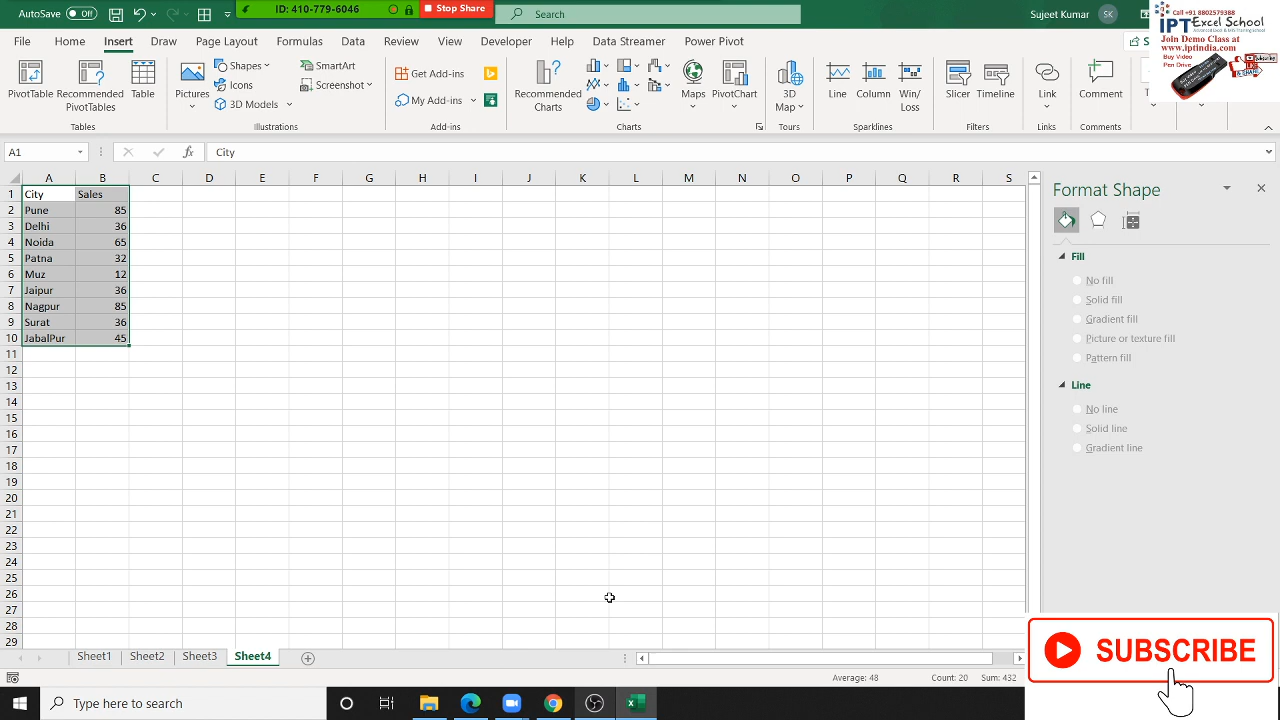 AutoSave Off
ID: 410-779-6046
Stop Share
Search
Sujeet Kumar
SK
Call +91 8802579388
IPT Excel School
Advanced Excel & MIS Training School
Join Demo Class at
www.iptindia.com
Buy Video
Pen Drive
File Home Insert Draw Page Layout Formulas Data Review View Developer Help Data Streamer Power Pivot
PivotTable
Recommended
PivotTables
Pictures
Shapes
Icons
3D Models
SmartArt
Screenshot
Get Add-ins
My Add-ins
Recommended
Charts
Maps
PivotChart
3D
Map
Line
Column
Win/
Loss
Slicer
Timeline
Link
Comment
Tables
Illustrations
Add-ins
Charts
Tours
Sparklines
Filters
Links
Comments
A1
fx
City
A B C D E F G H I J K L M N O P Q R S
1 City Sales
2 Pune 85
3 Delhi 36
4 Noida 65
5 Patna 32
6 Muz 12
7 Jaipur 36
8 Nagpur 85
9 Surat 36
10 JabalPur 45
11
12
13
14
15
16
17
18
19
20
21
22
23
24
25
26
27
28
29
Format Shape
Fill
No fill
Solid fill
Gradient fill
Picture or texture fill
Pattern fill
Line
No line
Solid line
Gradient line
Sheet1 Sheet2 Sheet3 Sheet4
Average: 48 Count: 20 Sum: 432
SUBSCRIBE
Type here to search